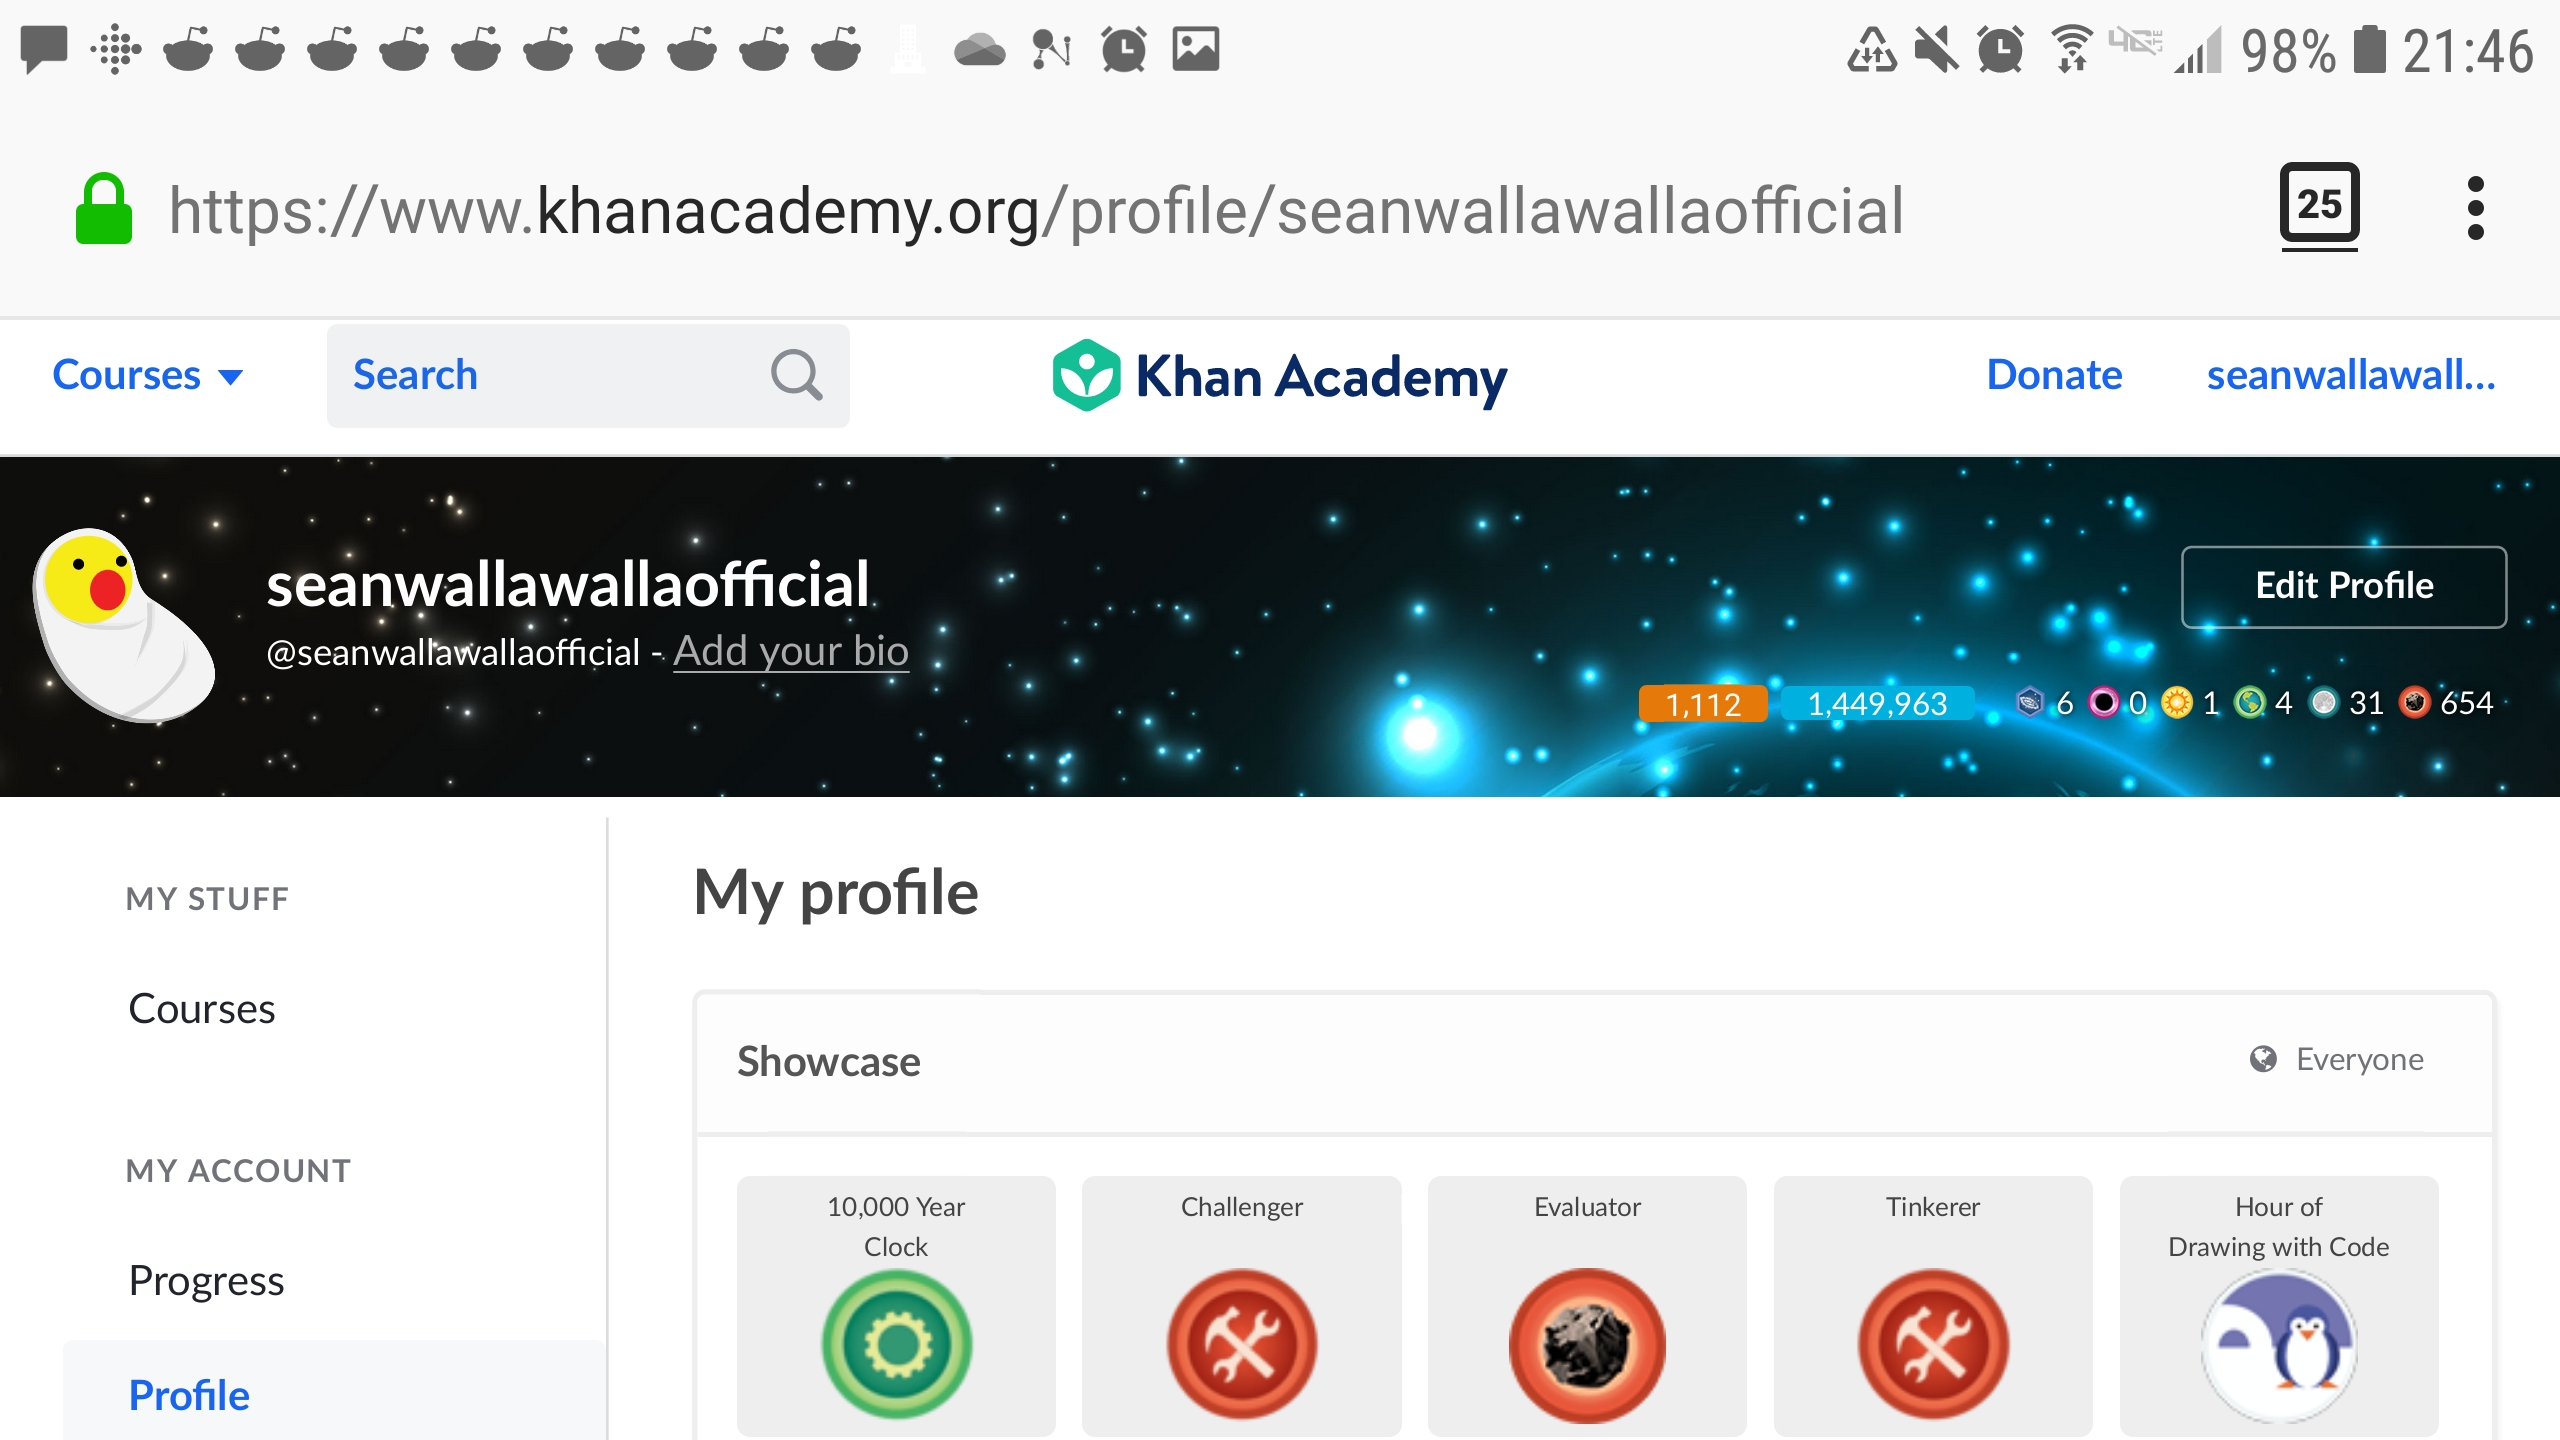 4G LTE 98% 21:46
https://www.khanacademy.org/profile/seanwallawallaofficial 25
Courses Search Khan Academy Donate seanwallawall...
seanwallawallaofficial
@seanwallawallaofficial - Add your bio
Edit Profile
1,112 1,449,963 6 0 1 4 31 654
MY STUFF
Courses
MY ACCOUNT
Progress
Profile
My profile
Showcase Everyone
10,000 Year
Clock
Challenger
Evaluator
Tinkerer
Hour of
Drawing with Code